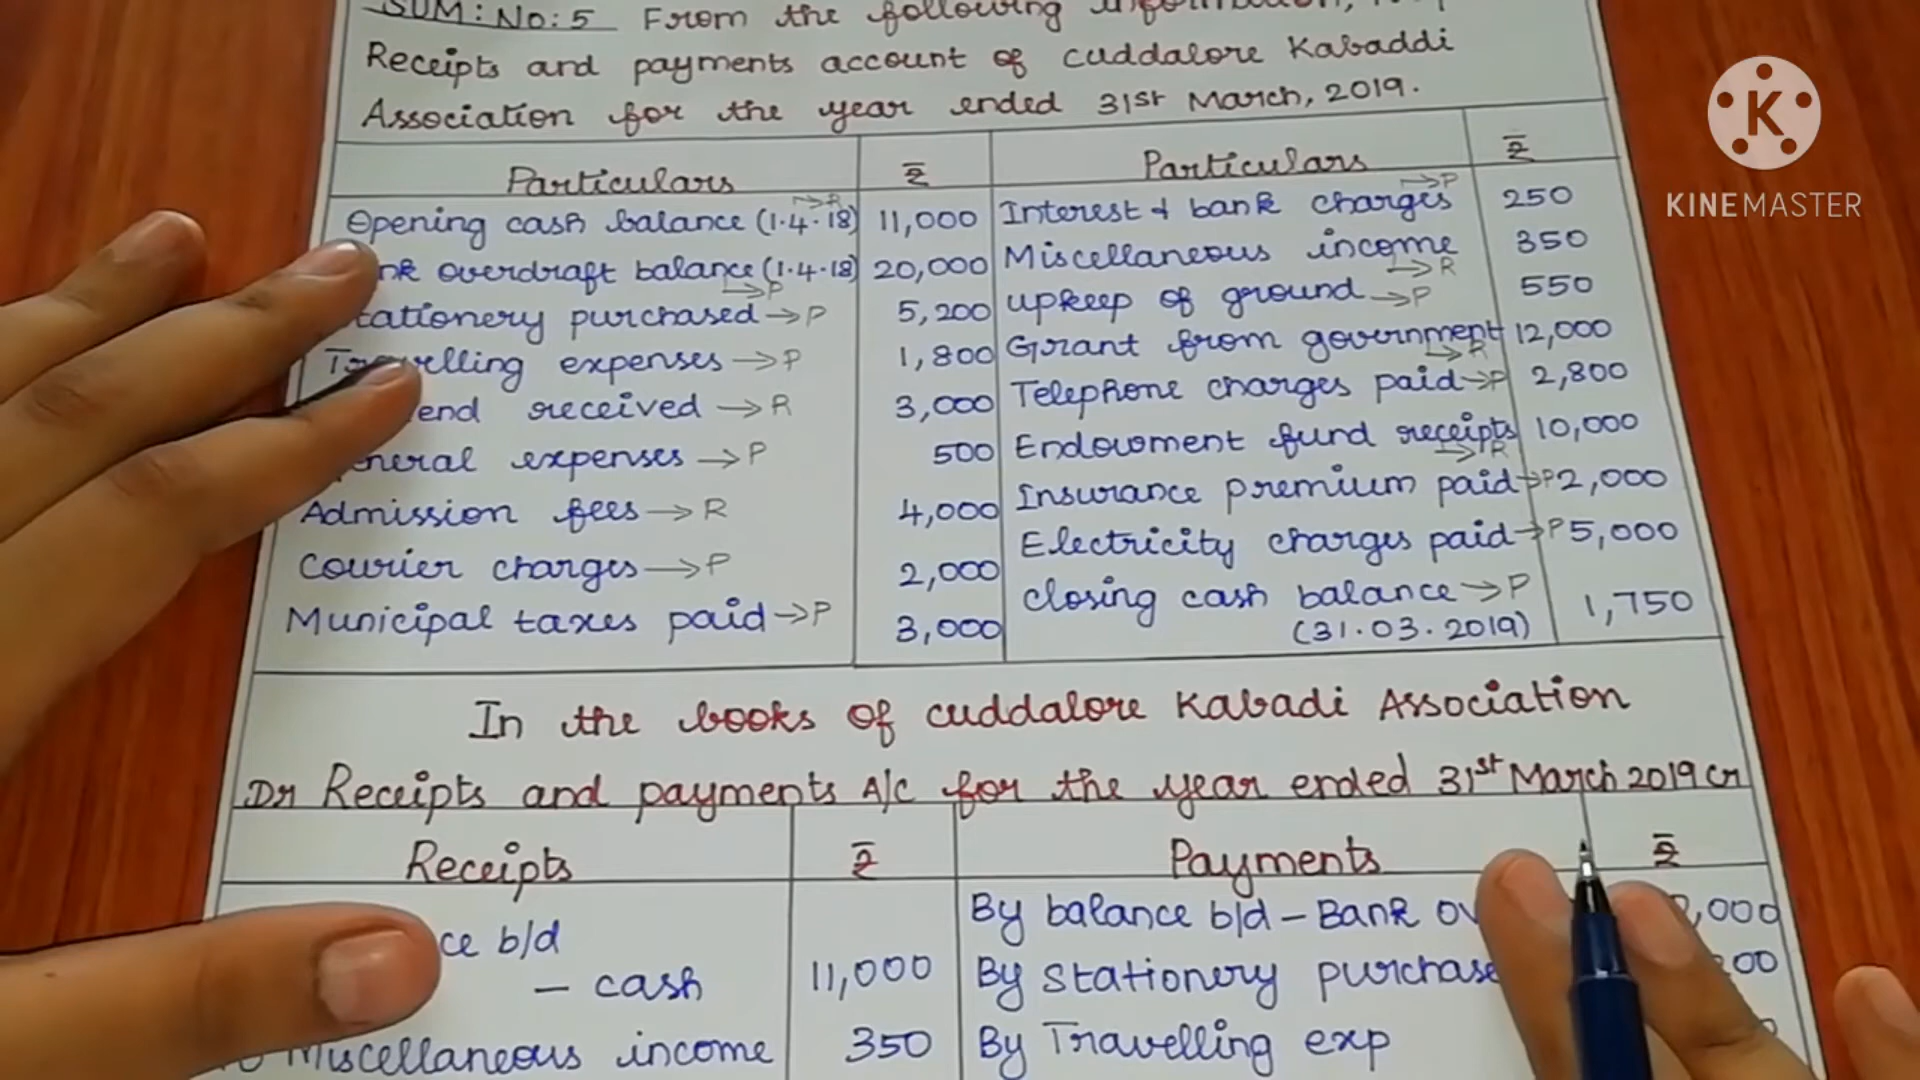 SUM: No: 5 From the following information,
Receipts and payments account of cuddalore Kabaddi
Association for the year ended 31st March, 2019.
Particulars ₹ Particulars ₹
Opening cash balance (1.4.18) →R 11,000 Interest & bank charges →P 250
overdraft balance (1.4.18) →P 20,000 Miscellaneous income →R 350
purchased →P 5,200 upkeep of ground →P 550
Travelling expenses →P 1,800 Grant from government →R 12,000
received →R 3,000 Telephone charges paid →P 2,800
expenses →P 500 Endowment fund receipts →R 10,000
Admission fees →R 4,000 Insurance premium paid →P 2,000
Courier charges →P 2,000 Electricity charges paid →P 5,000
Municipal taxes paid →P 3,000 closing cash balance →P 1,750
(31.03.2019)
In the books of cuddalore Kabadi Association
Dr Receipts and payments A/C for the year ended 31st March 2019 Cr
Receipts ₹ Payments ₹
b/d By balance b/d - Bank
- cash 11,000 By Stationery
Miscellaneous income 350 By Travelling exp
K
KINEMASTER